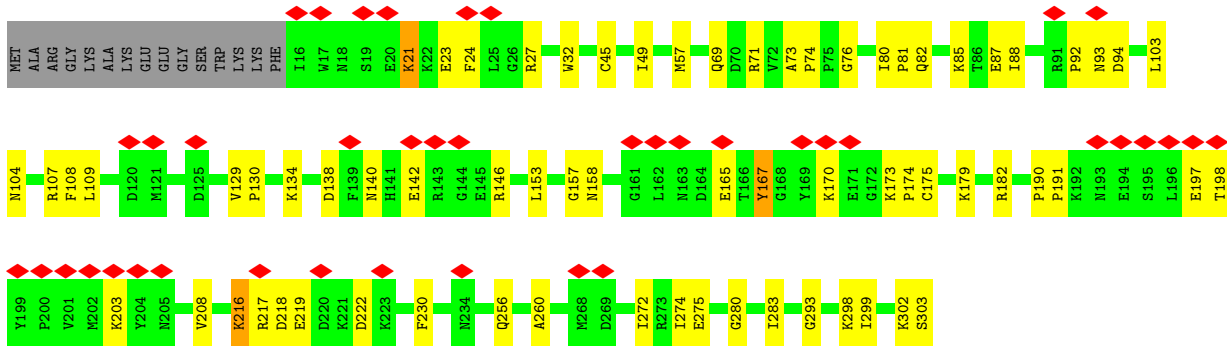 MET ALA ARG GLY LYS ALA LYS GLU GLU GLY SER TRP LYS LYS PHE I16 W17 N18 S19 E20 K21 K22 E23 F24 L25 G26 R27 W32 C45 I49 M57 Q69 D70 R71 V72 A73 P74 P75 G76 I80 P81 Q82 K85 T86 E87 I88 R91 P92 N93 D94 L103
N104 R107 F108 L109 D120 M121 D125 V129 P130 K134 D138 F139 N140 H141 E142 R143 G144 E145 R146 L153 G157 N158 G161 L162 N163 D164 E165 T166 Y167 G168 Y169 K170 E171 G172 K173 P174 C175 K179 R182 P190 P191 K192 N193 E194 S195 L196 E197 T198
Y199 P200 V201 M202 K203 Y204 N205 V208 K216 R217 D218 E219 D220 K221 D222 K223 F230 N234 Q256 A260 M268 D269 I272 R273 I274 E275 G280 I283 G293 K298 I299 K302 S303